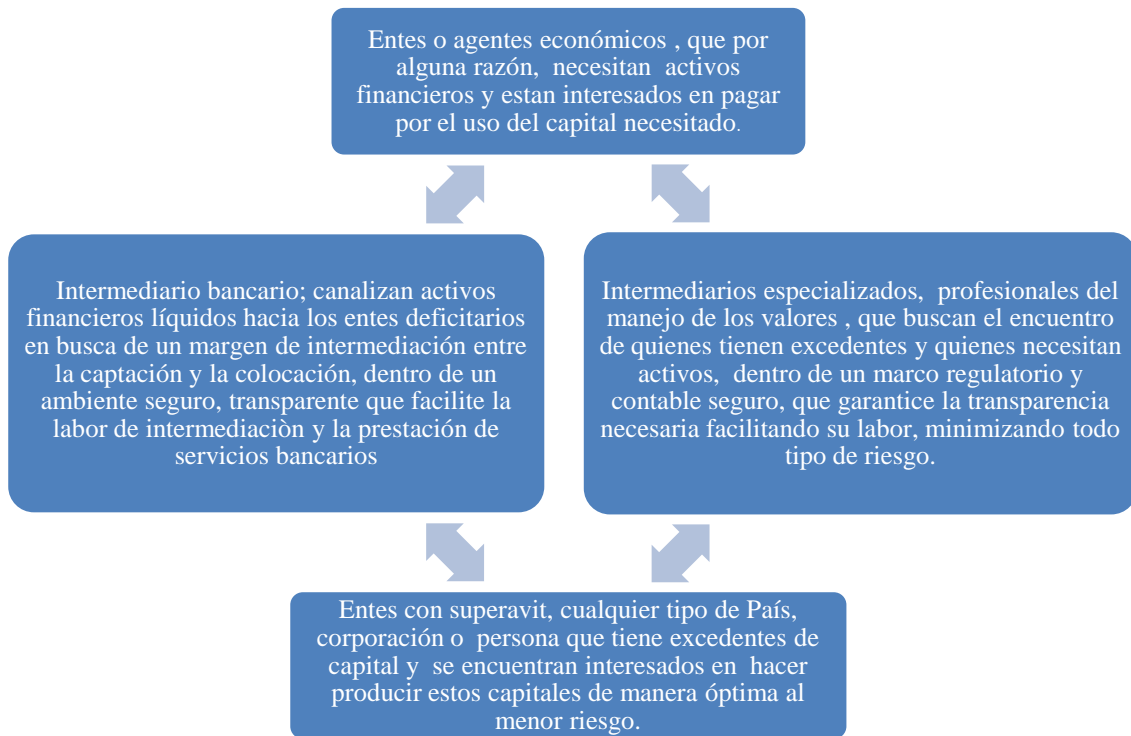 Entes o agentes económicos , que por
alguna razón, necesitan activos
financieros y estan interesados en pagar
por el uso del capital necesitado.
Intermediario bancario; canalizan activos
financieros líquidos hacia los entes deficitarios
en busca de un margen de intermediación entre
la captación y la colocación, dentro de un
ambiente seguro, transparente que facilite la
labor de intermediaciòn y la prestación de
servicios bancarios
Intermediarios especializados, profesionales del
manejo de los valores , que buscan el encuentro
de quienes tienen excedentes y quienes necesitan
activos, dentro de un marco regulatorio y
contable seguro, que garantice la transparencia
necesaria facilitando su labor, minimizando todo
tipo de riesgo.
Entes con superavit, cualquier tipo de País,
corporación o persona que tiene excedentes de
capital y se encuentran interesados en hacer
producir estos capitales de manera óptima al
menor riesgo.